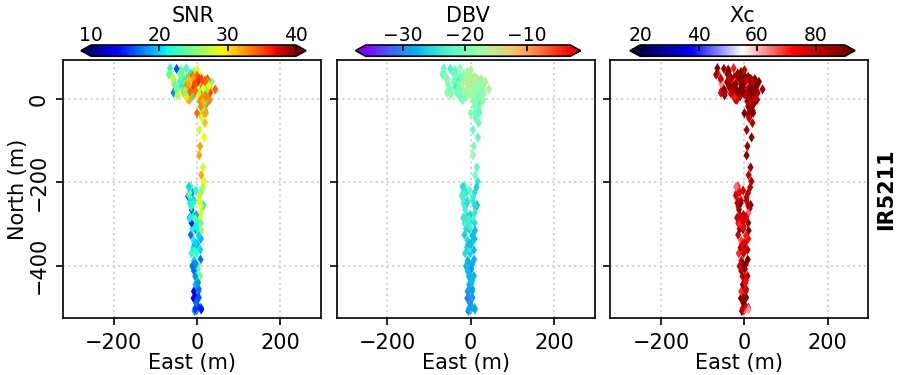 SNR DBV Xc
10 20 30 40 −30 −20 −10 20 40 60 80
North (m)
0
−200
−400
IR5211
−200 0 200 −200 0 200 −200 0 200
East (m) East (m) East (m)